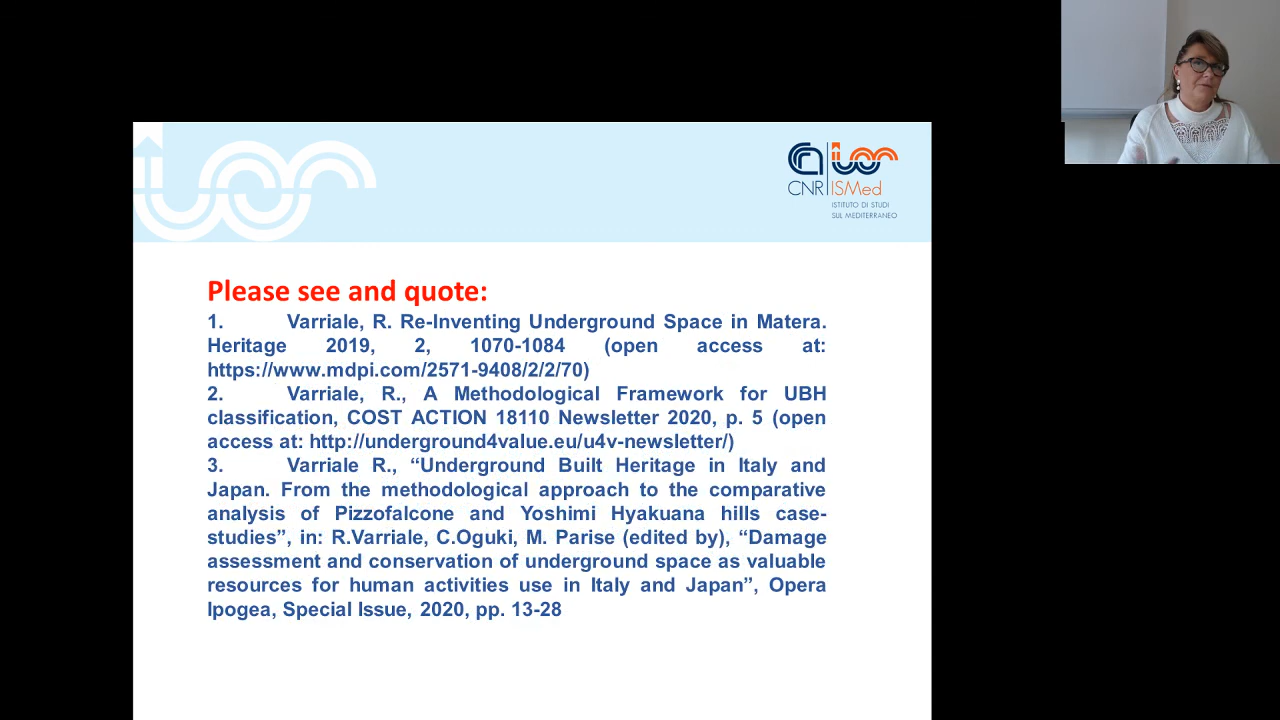 CNR ISMed
ISTITUTO DI STUDI
SUL MEDITERRANEO
Please see and quote:
1. Varriale, R. Re-Inventing Underground Space in Matera.
Heritage 2019, 2, 1070-1084 (open access at:
https://www.mdpi.com/2571-9408/2/2/70)
2. Varriale, R., A Methodological Framework for UBH
classification, COST ACTION 18110 Newsletter 2020, p. 5 (open
access at: http://underground4value.eu/u4v-newsletter/)
3. Varriale R., “Underground Built Heritage in Italy and
Japan. From the methodological approach to the comparative
analysis of Pizzofalcone and Yoshimi Hyakuana hills case-
studies”, in: R.Varriale, C.Oguki, M. Parise (edited by), “Damage
assessment and conservation of underground space as valuable
resources for human activities use in Italy and Japan”, Opera
Ipogea, Special Issue, 2020, pp. 13-28